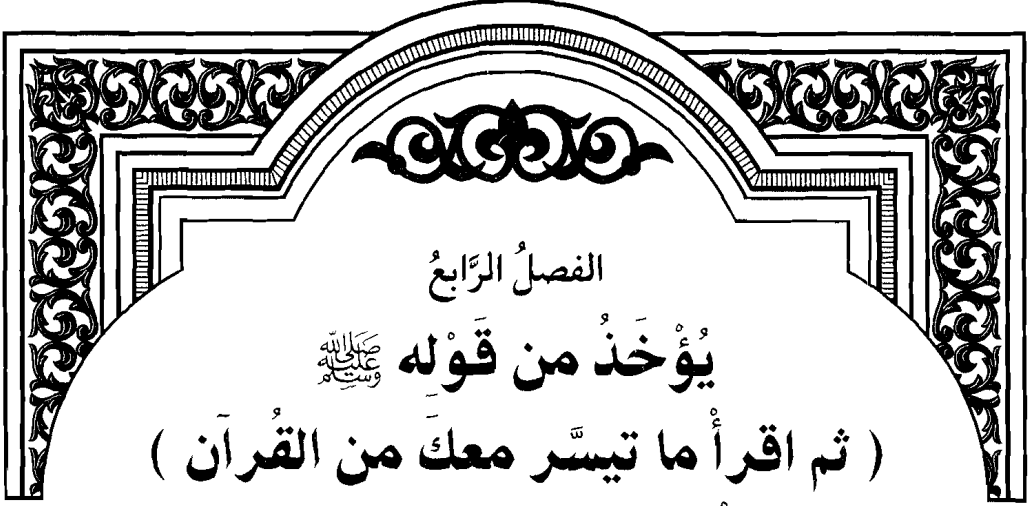 الفصلُ الرَّابعُ
يُؤْخَذُ من قَوْلِه ﷺ
( ثم اقرأْ ما تيسَّر معكَ من القُرآن )